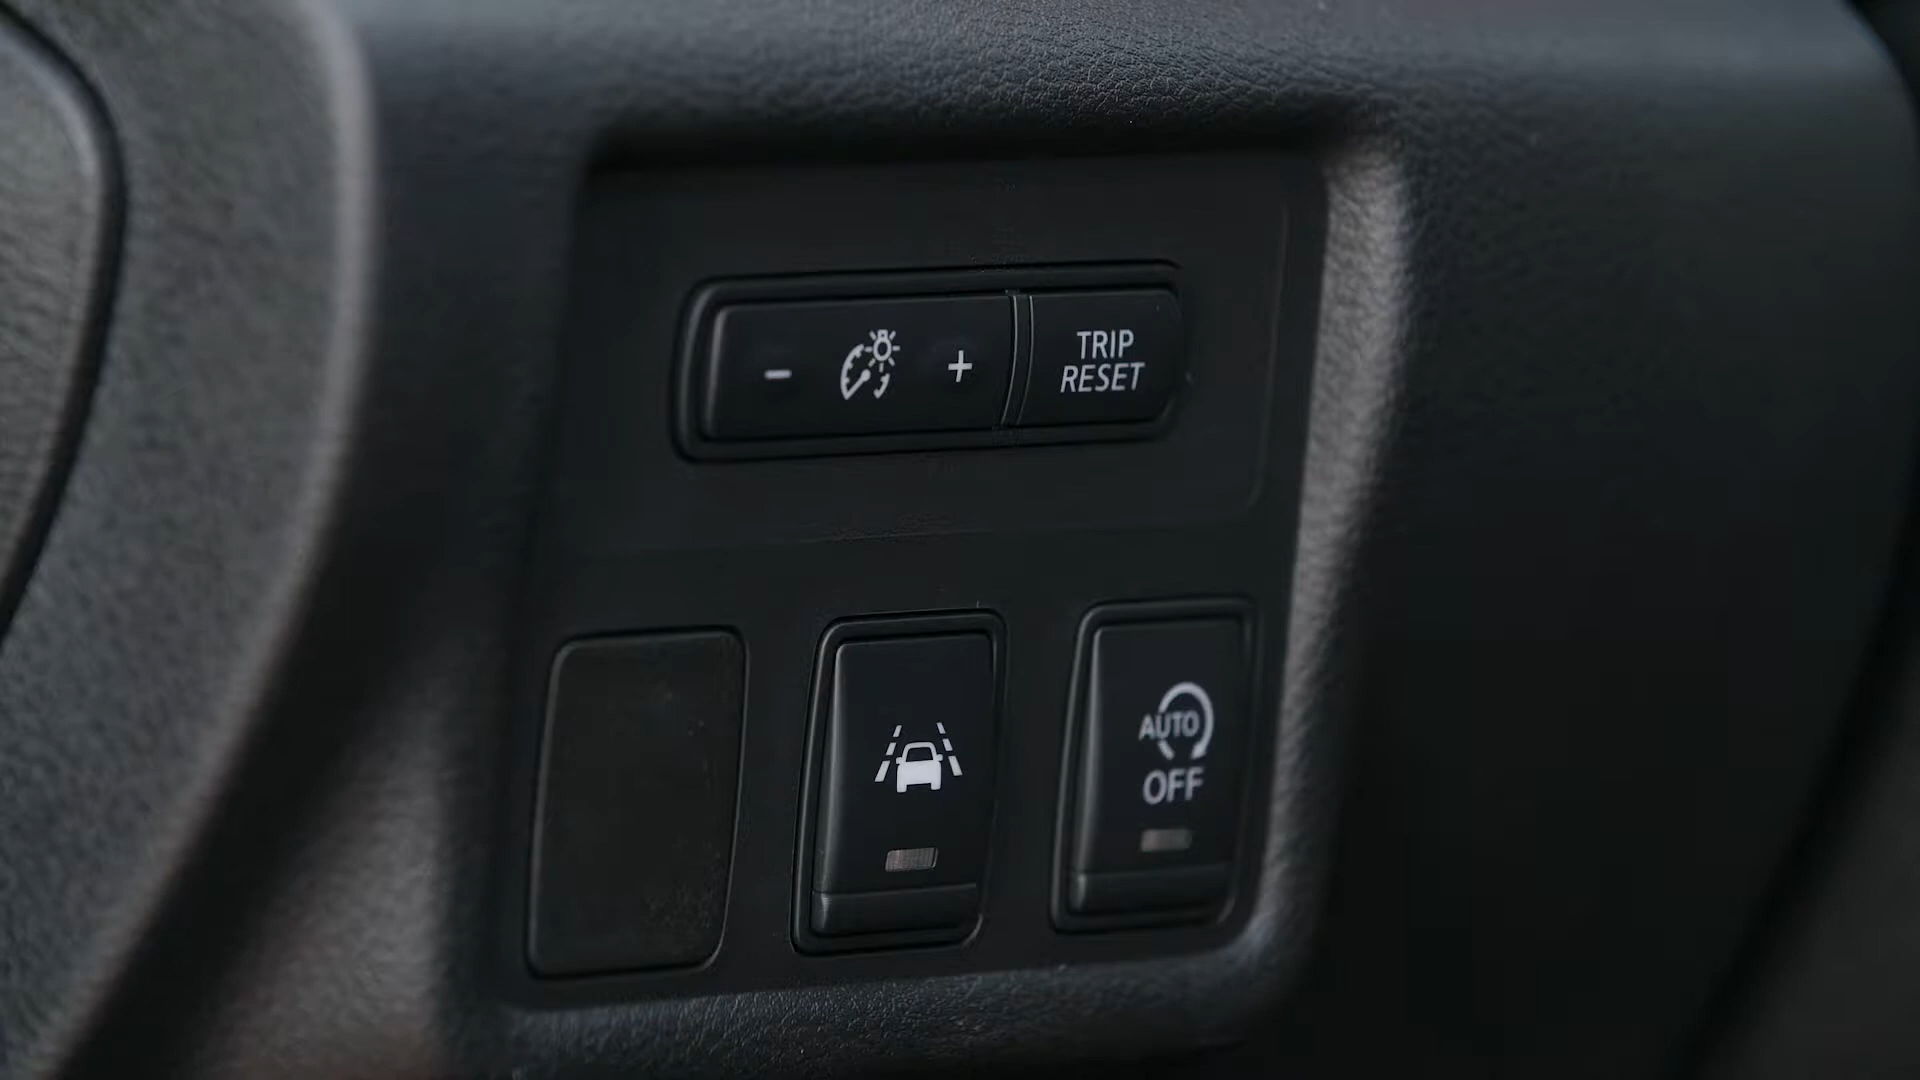 - +
TRIP
RESET
AUTO
OFF